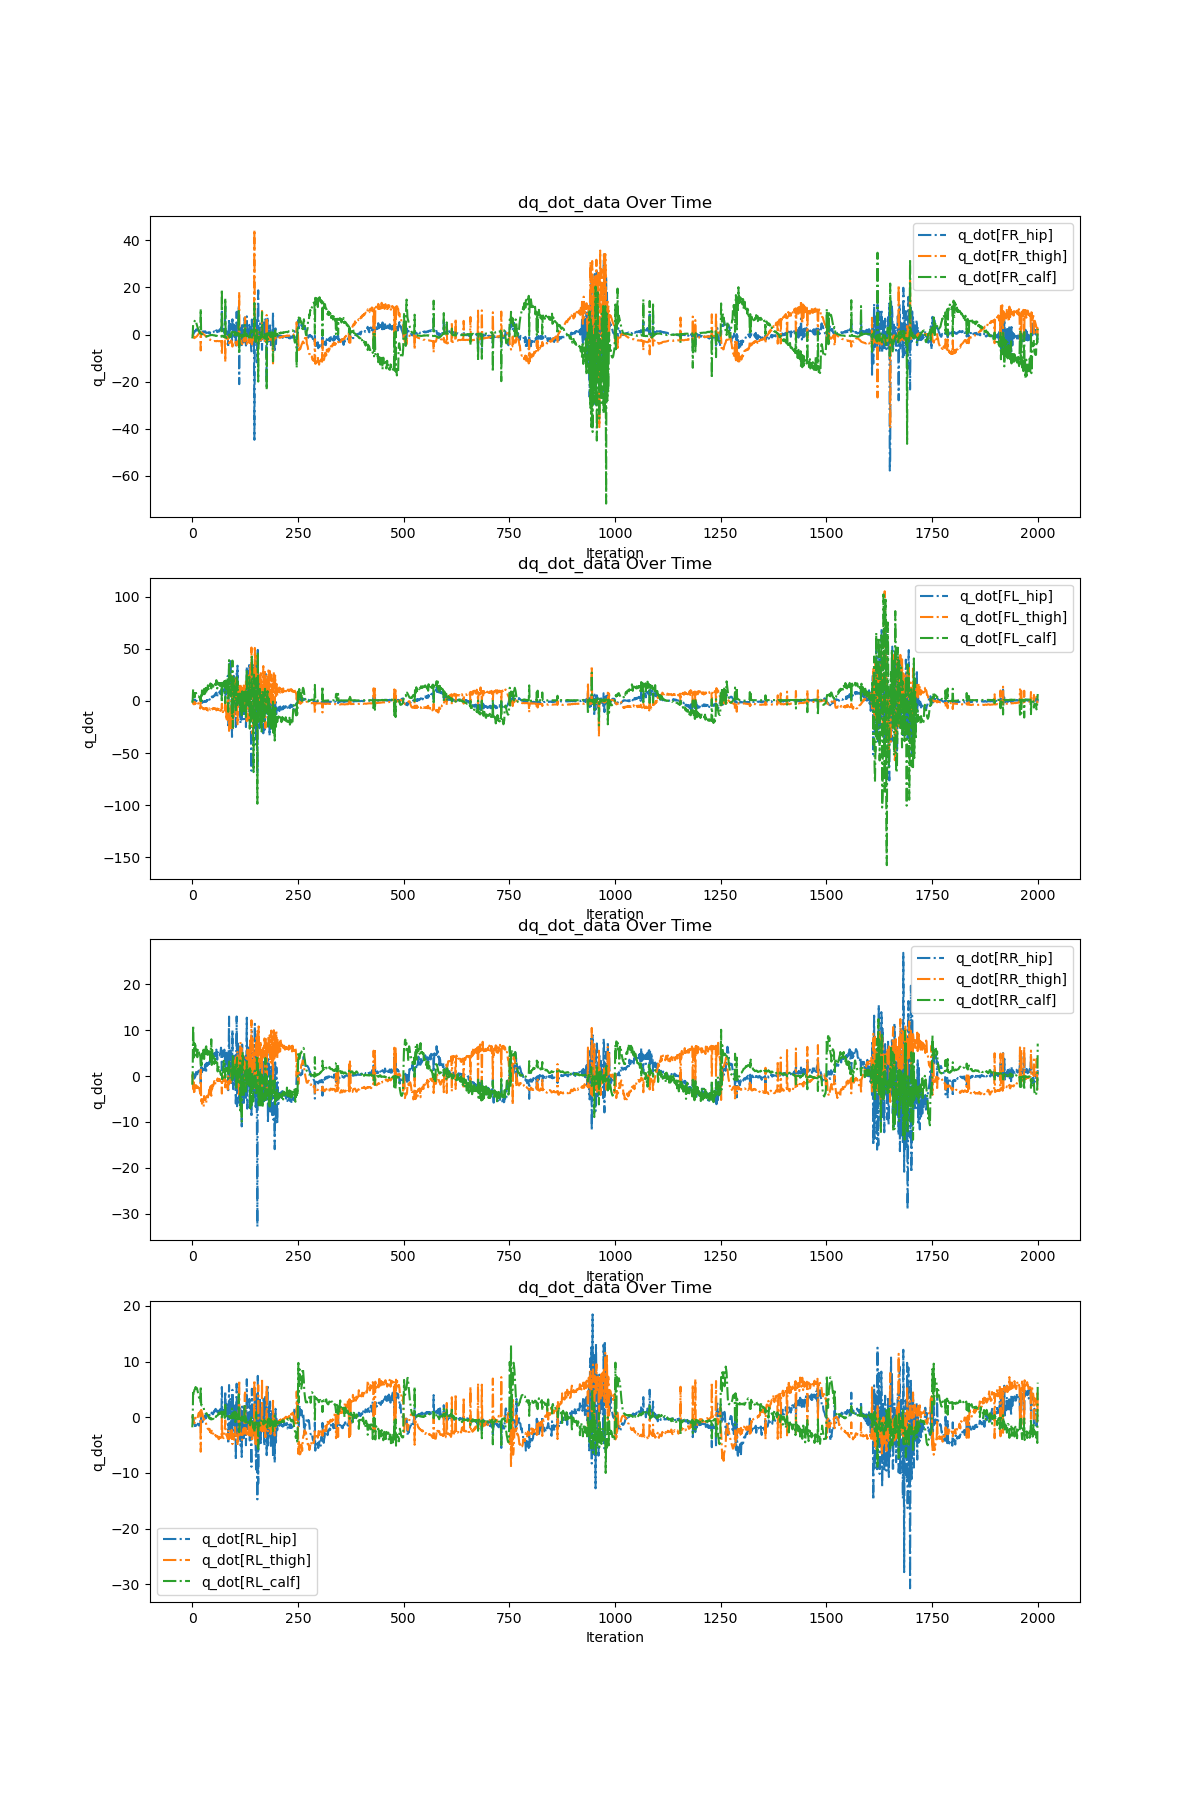 dq_dot_data Over Time
q_dot[FR_hip]
q_dot[FR_thigh]
q_dot[FR_calf]
40
20
0
−20
−40
−60
q_dot
0 250 500 750 1000 1250 1500 1750 2000
Iteration
dq_dot_data Over Time
q_dot[FL_hip]
q_dot[FL_thigh]
q_dot[FL_calf]
100
50
0
−50
−100
−150
q_dot
0 250 500 750 1000 1250 1500 1750 2000
Iteration
dq_dot_data Over Time
q_dot[RR_hip]
q_dot[RR_thigh]
q_dot[RR_calf]
20
10
0
−10
−20
−30
q_dot
0 250 500 750 1000 1250 1500 1750 2000
Iteration
dq_dot_data Over Time
20
10
0
−10
−20
−30
q_dot
q_dot[RL_hip]
q_dot[RL_thigh]
q_dot[RL_calf]
0 250 500 750 1000 1250 1500 1750 2000
Iteration